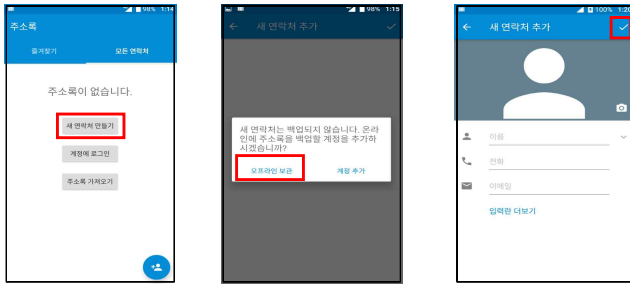 98% 1:14
주소록
즐겨찾기 모든 연락처
주소록이 없습니다.
새 연락처 만들기
계정에 로그인
주소록 가져오기
98% 1:15
새 연락처 추가
새 연락처는 백업되지 않습니다. 온라
인에 주소록을 백업할 계정을 추가하
시겠습니까?
오프라인 보관 계정 추가
100% 1:20
새 연락처 추가
이름
전화
이메일
입력란 더보기